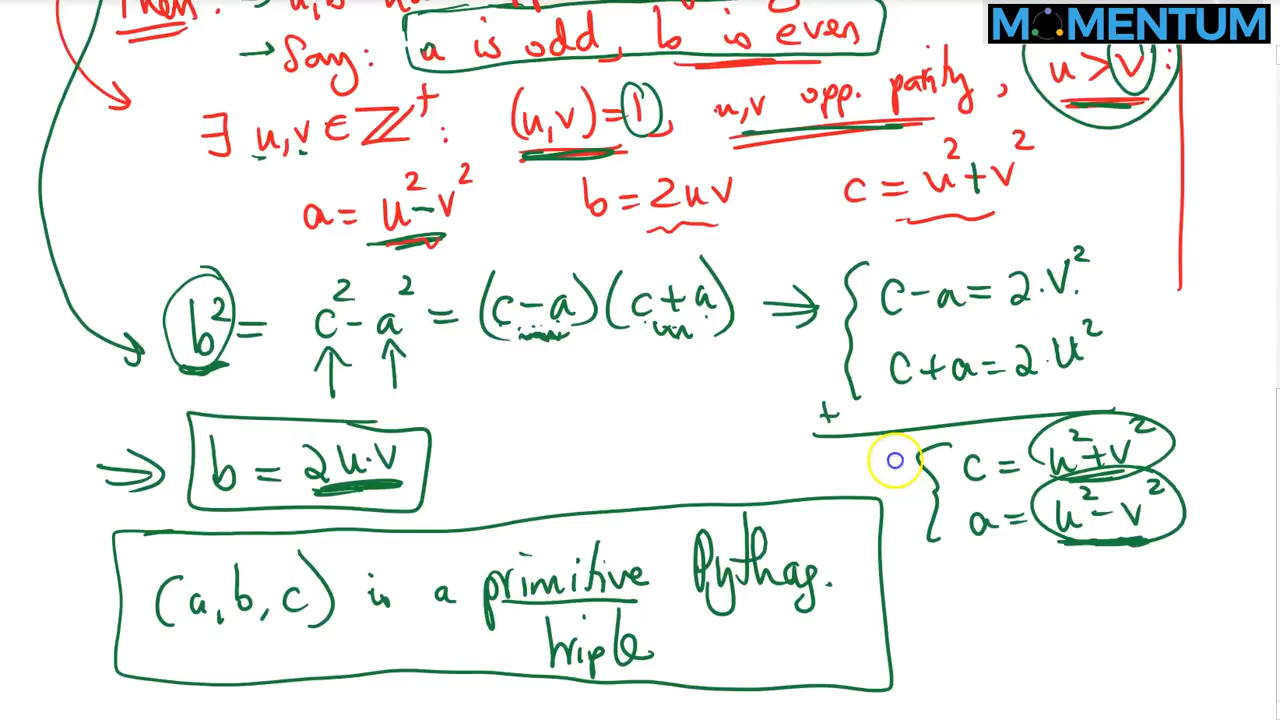 MOMENTUM
Then:
→ Say: a is odd, b is even
∃ u,v ∈ ℤ⁺: (u,v)=1, u,v opp. parity, u>v:
a = u²-v² b = 2uv c = u²+v²
b² = c²-a² = (c-a)(c+a) ⇒ { c-a = 2·v²
c+a = 2·u²
+
⇒ b = 2u·v { c = u²+v²
a = u²-v²
(a,b,c) is a primitive Pythag.
triple